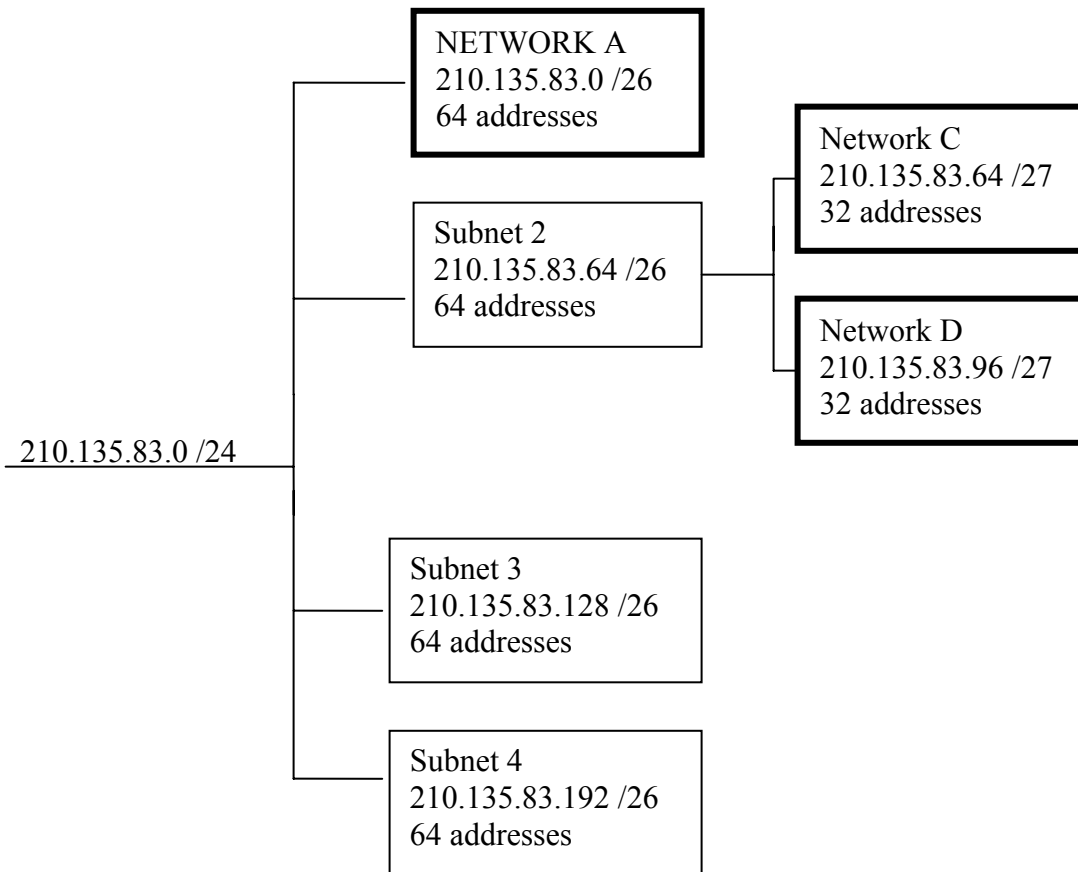 NETWORK A
210.135.83.0 /26
64 addresses
Network C
210.135.83.64 /27
32 addresses
Subnet 2
210.135.83.64 /26
64 addresses
Network D
210.135.83.96 /27
32 addresses
210.135.83.0 /24
Subnet 3
210.135.83.128 /26
64 addresses
Subnet 4
210.135.83.192 /26
64 addresses